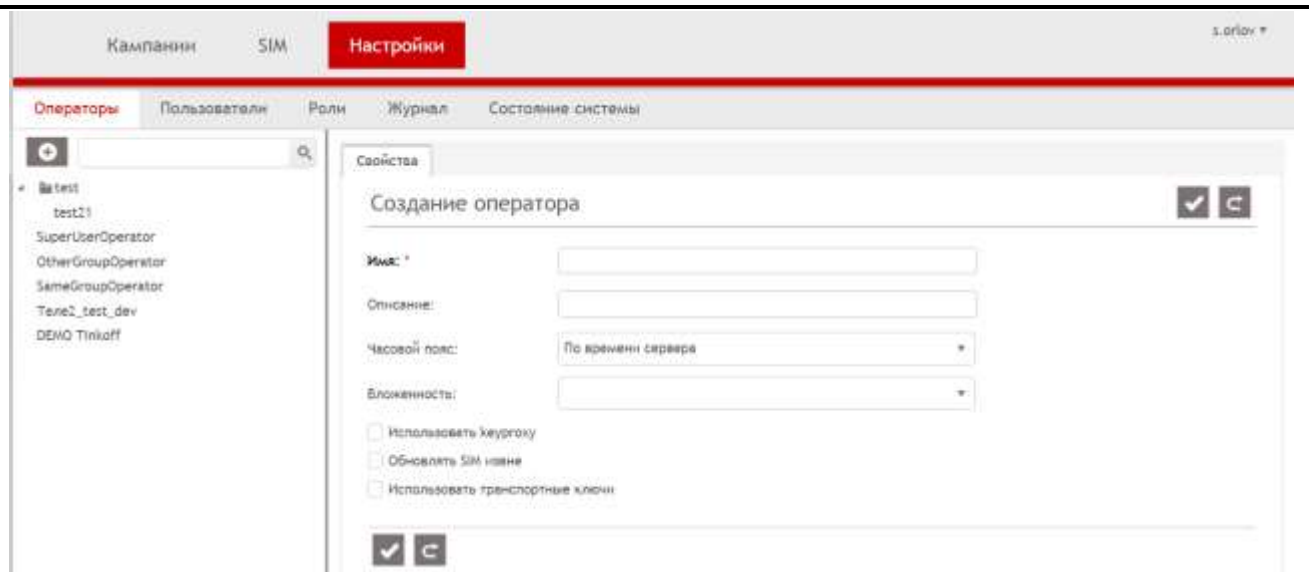 Кампании SIM Настройки s.orlov
Операторы Пользователи Роли Журнал Состояние системы
Свойства
test
test21
SuperUserOperator
OtherGroupOperator
SameGroupOperator
Теле2_test_dev
DEMO Tinkoff
Создание оператора
Имя: *
Описание:
Часовой пояс: По времени сервера
Вложенность:
Использовать keyproxy
Обновлять SIM извне
Использовать транспортные ключи